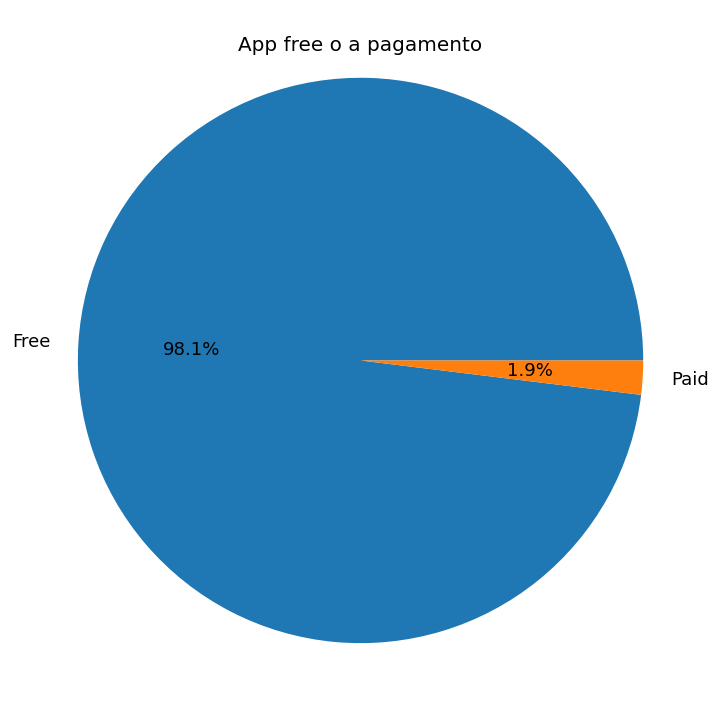 App free o a pagamento
Free
98.1%
1.9%
Paid